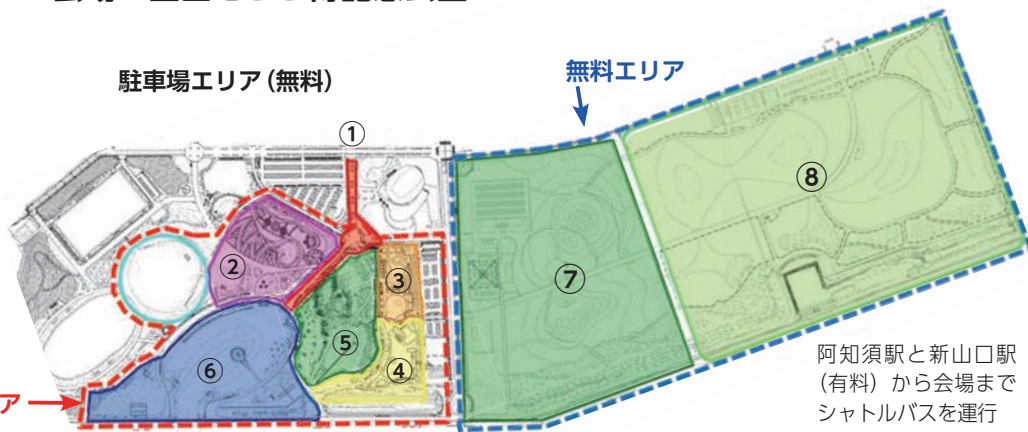 駐車場エリア（無料）
無料エリア
①
②
③
④
⑤
⑥
⑦
⑧
ア
阿知須駅と新山口駅
（有料）から会場まで
シャトルバスを運行